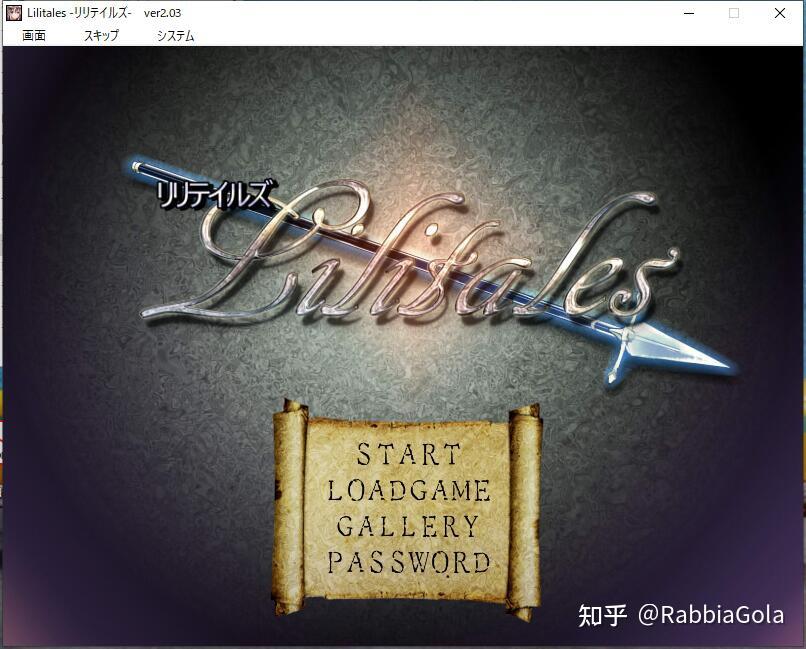 Lilitales -リリテイルズ- ver2.03
画面 スキップ システム
リリテイルズ
Lilitales
START
LOADGAME
GALLERY
PASSWORD
知乎 @RabbiaGola